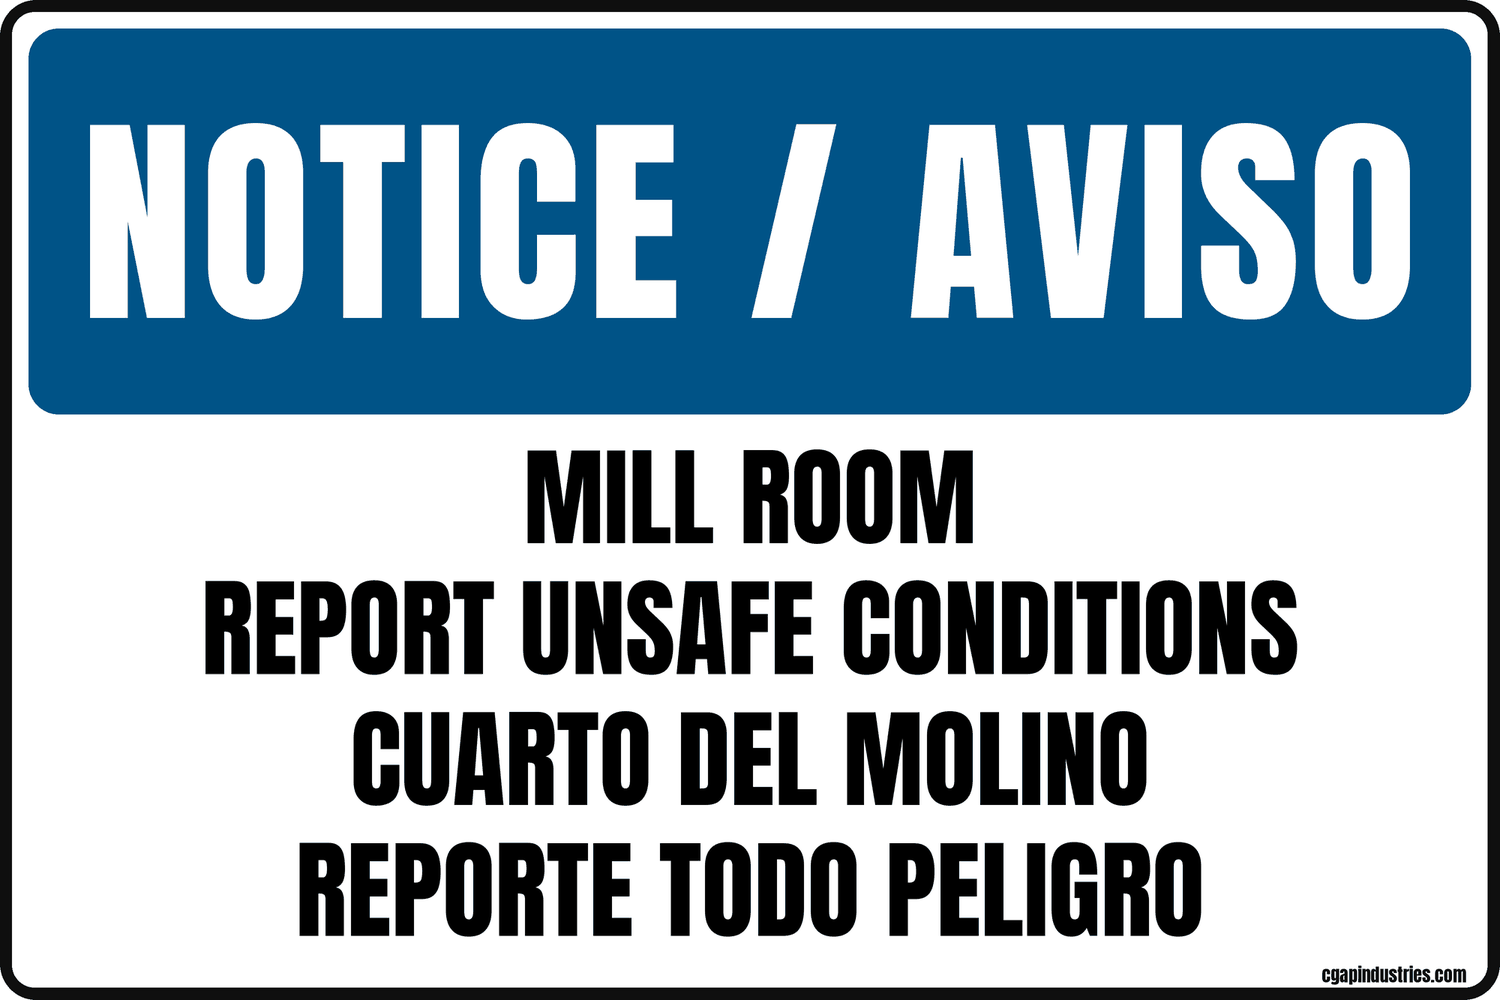 NOTICE / AVISO
MILL ROOM
REPORT UNSAFE CONDITIONS
CUARTO DEL MOLINO
REPORTE TODO PELIGRO
cgapindustries.com